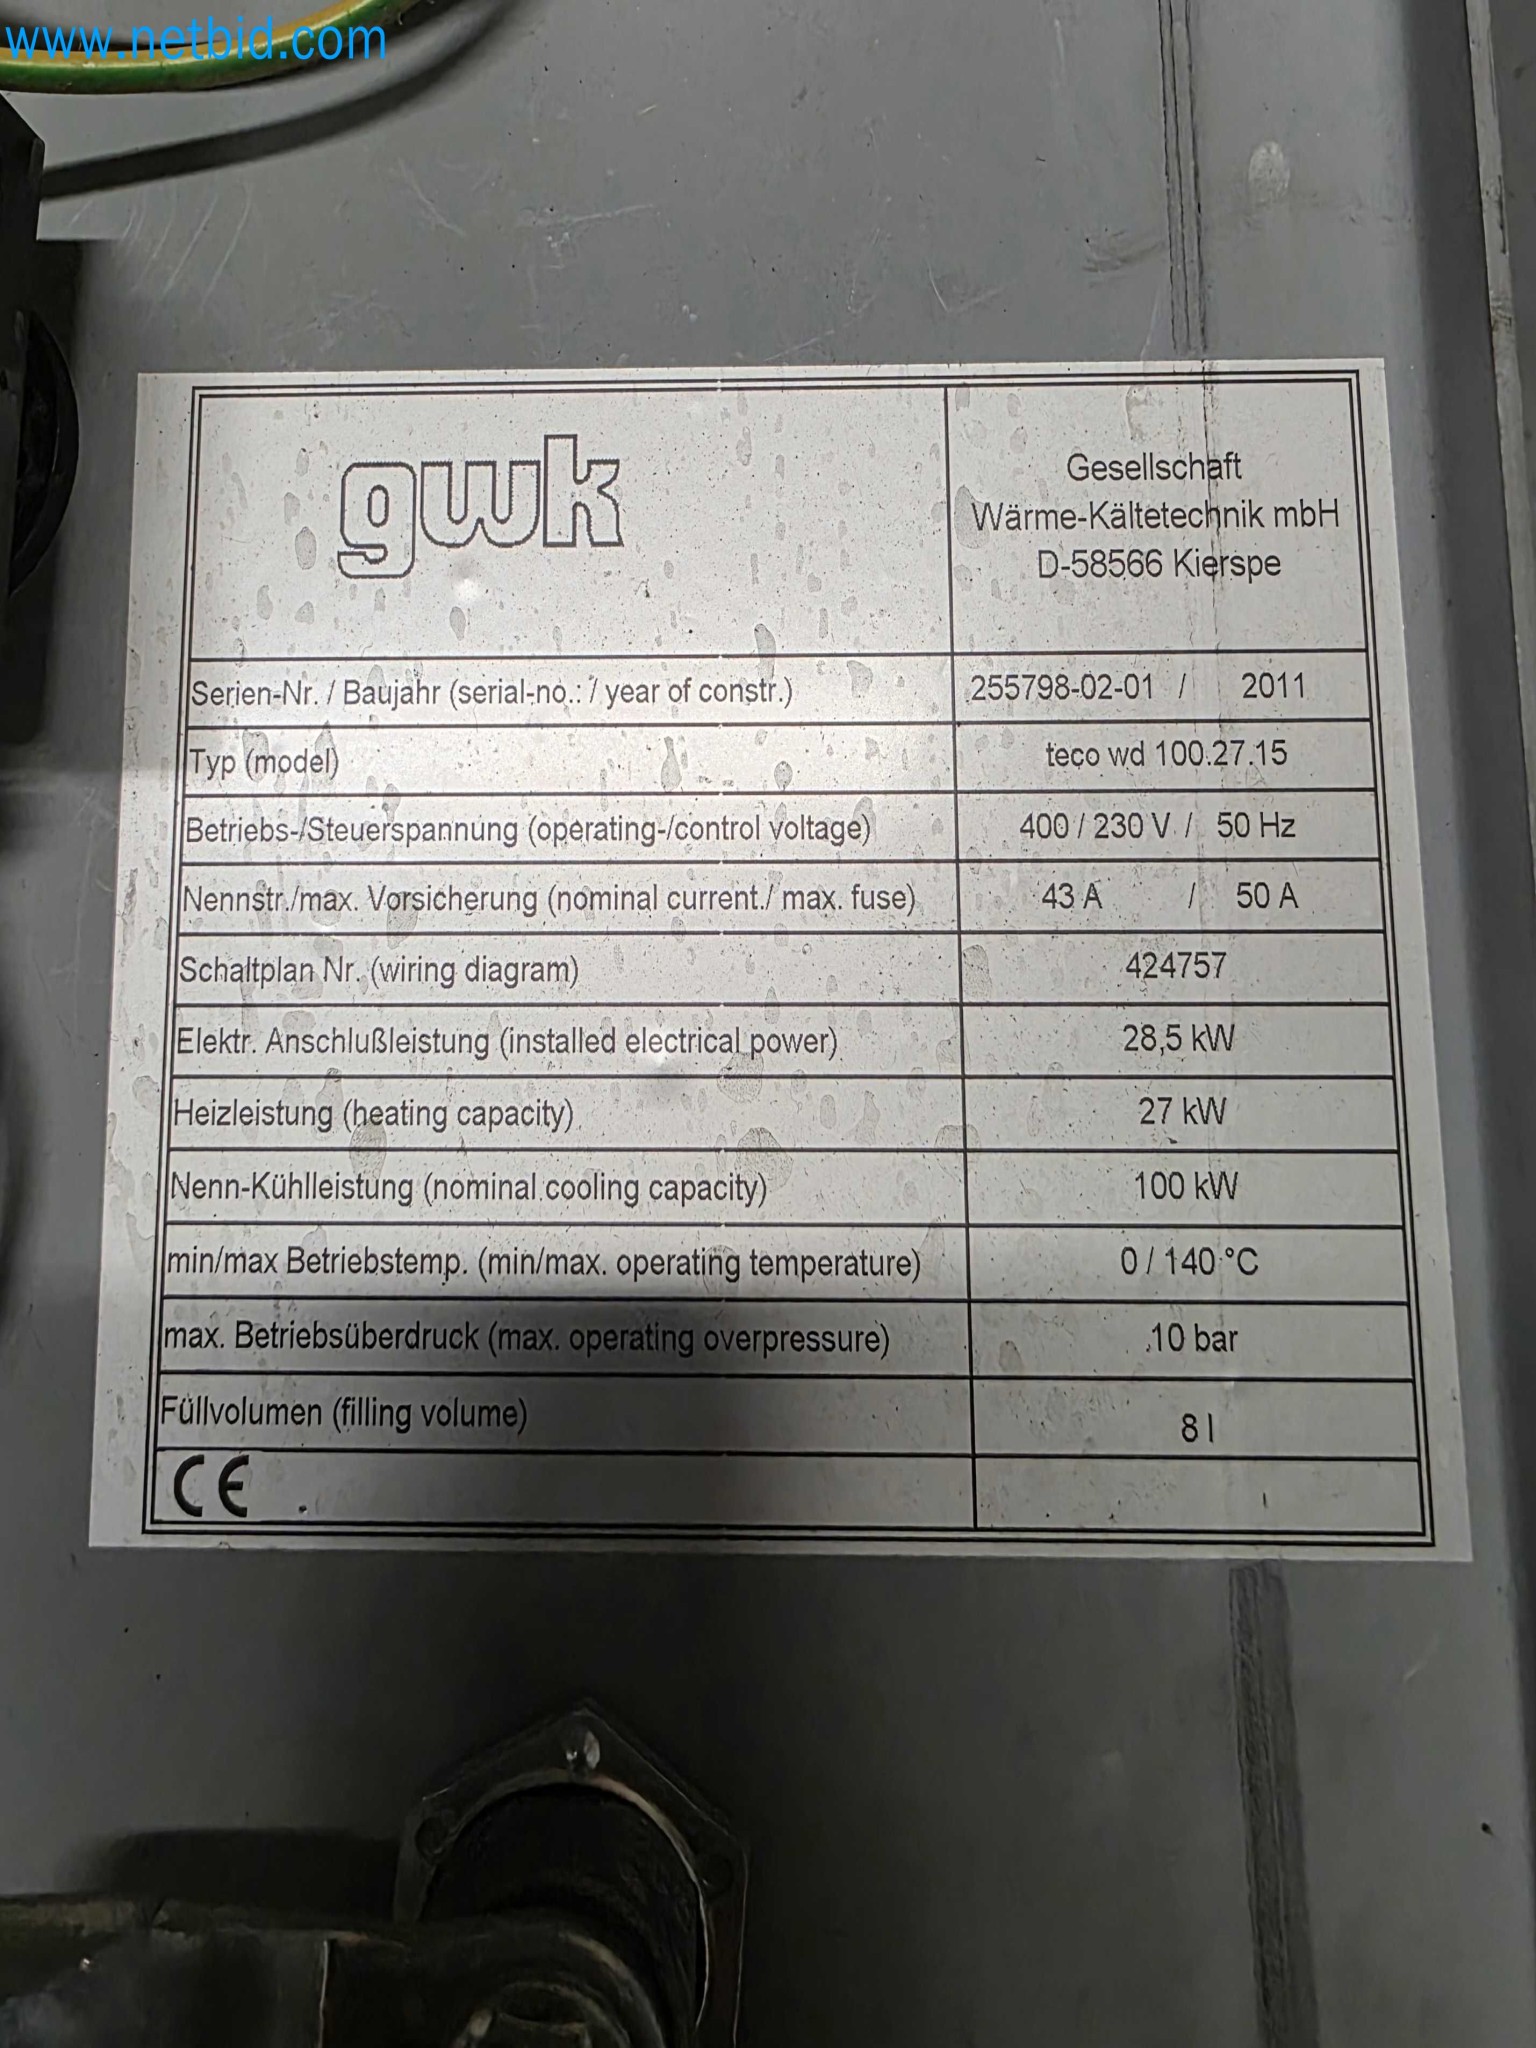 www.netbid.com
gwk
Gesellschaft
Wärme-Kältetechnik mbH
D-58566 Kierspe
Serien-Nr. / Baujahr (serial-no.: / year of constr.) 255798-02-01 / 2011
Typ (model) teco wd 100.27.15
Betriebs-/Steuerspannung (operating-/control voltage) 400 / 230 V / 50 Hz
Nennstr./max. Vorsicherung (nominal current./ max. fuse) 43 A / 50 A
Schaltplan Nr. (wiring diagram) 424757
Elektr. Anschlußleistung (installed electrical power) 28,5 kW
Heizleistung (heating capacity) 27 kW
Nenn-Kühlleistung (nominal cooling capacity) 100 kW
min/max Betriebstemp. (min/max. operating temperature) 0 / 140 °C
max. Betriebsüberdruck (max. operating overpressure) 10 bar
Füllvolumen (filling volume) 8 l
CE